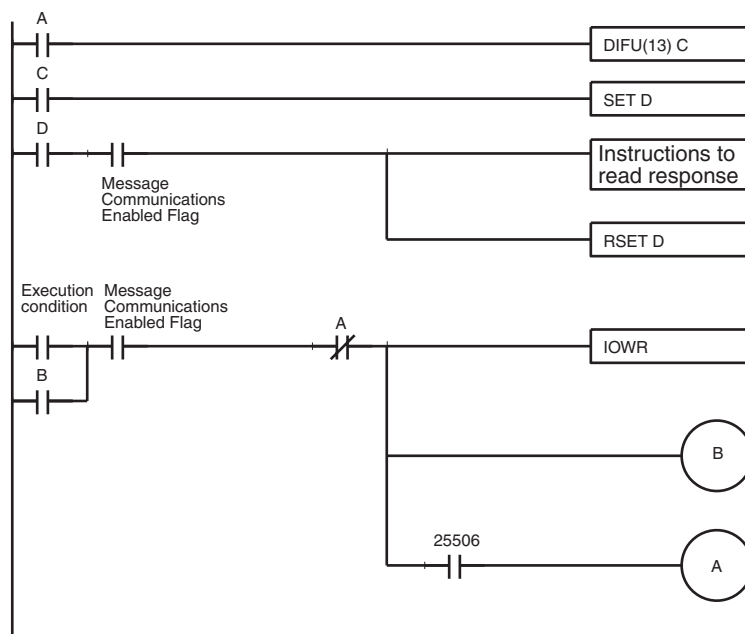 A
DIFU(13) C
C
SET D
D
Message
Communications
Enabled Flag
Instructions to
read response
RSET D
Execution
condition
Message
Communications
Enabled Flag
A
IOWR
B
B
25506
A